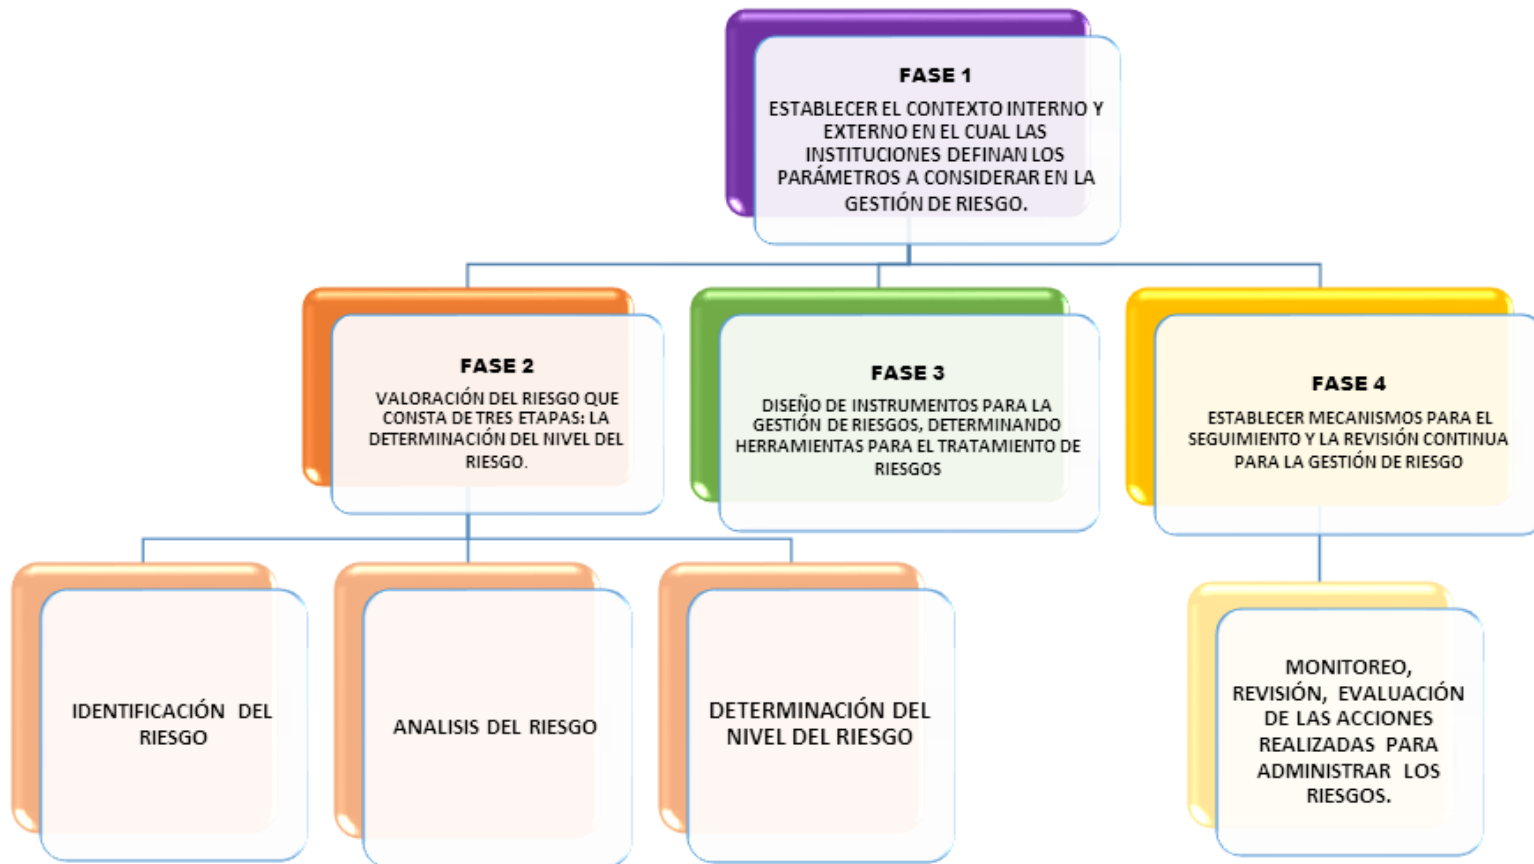 FASE 1
ESTABLECER EL CONTEXTO INTERNO Y
EXTERNO EN EL CUAL LAS
INSTITUCIONES DEFINAN LOS
PARÁMETROS A CONSIDERAR EN LA
GESTIÓN DE RIESGO.
FASE 2
VALORACIÓN DEL RIESGO QUE
CONSTA DE TRES ETAPAS: LA
DETERMINACIÓN DEL NIVEL DEL
RIESGO.
FASE 3
DISEÑO DE INSTRUMENTOS PARA LA
GESTIÓN DE RIESGOS, DETERMINANDO
HERRAMIENTAS PARA EL TRATAMIENTO DE
RIESGOS
FASE 4
ESTABLECER MECANISMOS PARA EL
SEGUIMIENTO Y LA REVISIÓN CONTINUA
PARA LA GESTIÓN DE RIESGO
IDENTIFICACIÓN DEL
RIESGO
ANALISIS DEL RIESGO
DETERMINACIÓN DEL
NIVEL DEL RIESGO
MONITOREO,
REVISIÓN, EVALUACIÓN
DE LAS ACCIONES
REALIZADAS PARA
ADMINISTRAR LOS
RIESGOS.